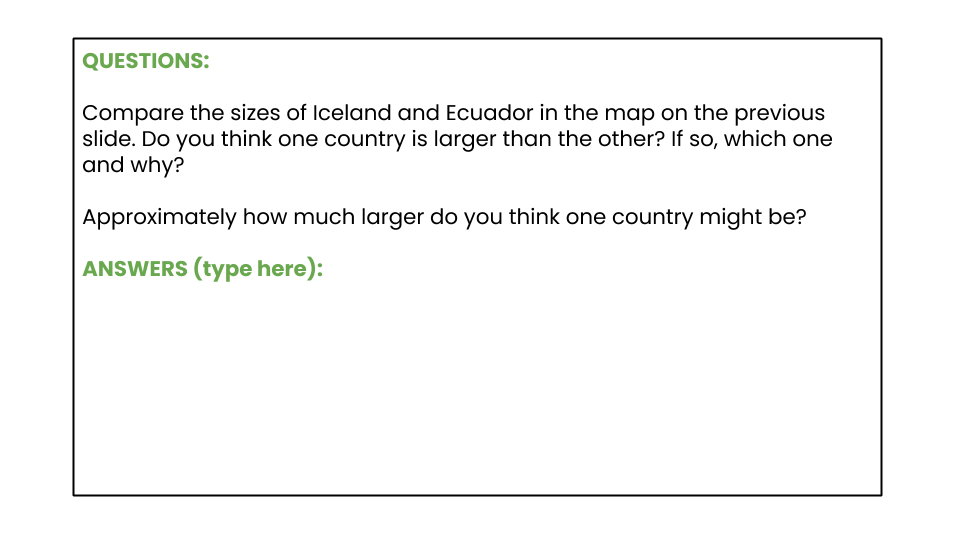 QUESTIONS:
Compare the sizes of Iceland and Ecuador in the map on the previous
slide. Do you think one country is larger than the other? If so, which one
and why?
Approximately how much larger do you think one country might be?
ANSWERS (type here):